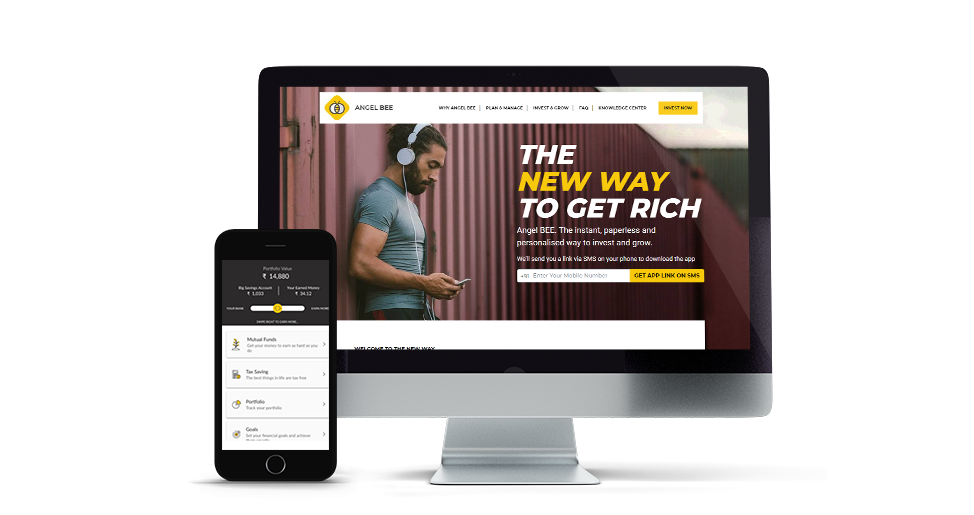 ANGEL BEE
WHY ANGEL BEE | PLAN & MANAGE | INVEST & GROW | FAQ | KNOWLEDGE CENTER
INVEST NOW
THE
NEW WAY
TO GET RICH
Angel BEE. The instant, paperless and
personalised way to invest and grow.
We'll send you a link via SMS on your phone to download the app
+91 Enter Your Mobile Number
GET APP LINK ON SMS
WELCOME TO THE NEW WAY
Portfolio Value
₹ 14,880
Big Savings Account
₹ 1,033
Your Earned Money
₹ 34.12
YOUR BANK
EARN MORE
SWIPE RIGHT TO EARN MORE
Mutual Funds
Get your money to earn as hard as you
do
Tax Saving
The best things in life are tax free
Portfolio
Track your portfolio
Goals
Set your financial goals and achieve